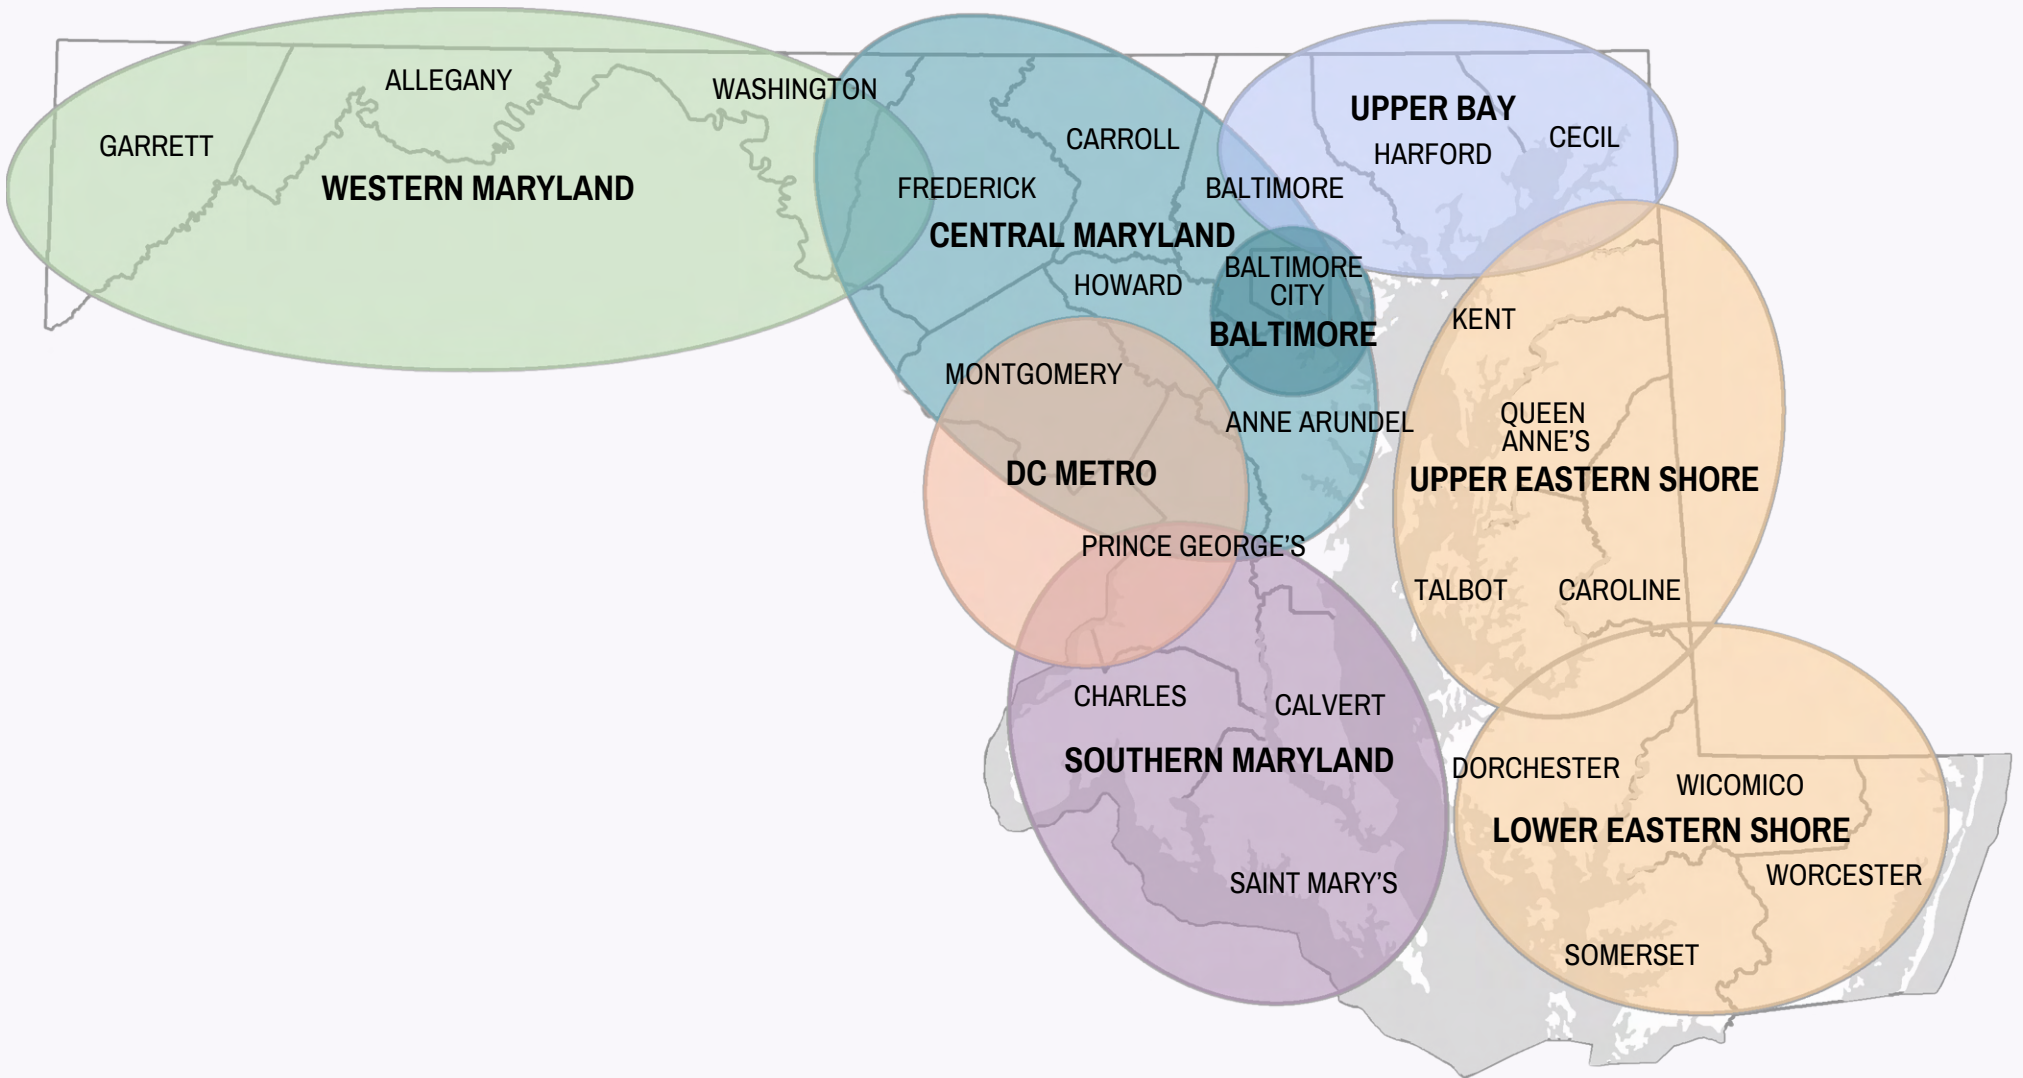 ALLEGANY
WASHINGTON
GARRETT
WESTERN MARYLAND
CARROLL
FREDERICK
BALTIMORE
CENTRAL MARYLAND
HOWARD
BALTIMORE
CITY
BALTIMORE
UPPER BAY
HARFORD
CECIL
MONTGOMERY
ANNE ARUNDEL
DC METRO
PRINCE GEORGE'S
KENT
QUEEN
ANNE'S
UPPER EASTERN SHORE
TALBOT
CAROLINE
CHARLES
CALVERT
SOUTHERN MARYLAND
SAINT MARY'S
DORCHESTER
WICOMICO
LOWER EASTERN SHORE
WORCESTER
SOMERSET